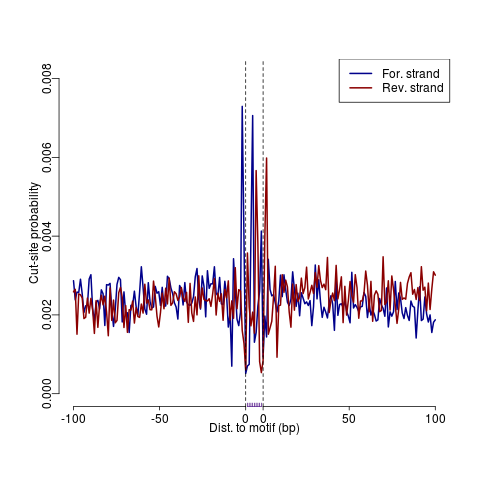 For. strand
Rev. strand
Cut-site probability
0.000
0.002
0.004
0.006
0.008
-100
-50
0
0
50
100
Dist. to motif (bp)